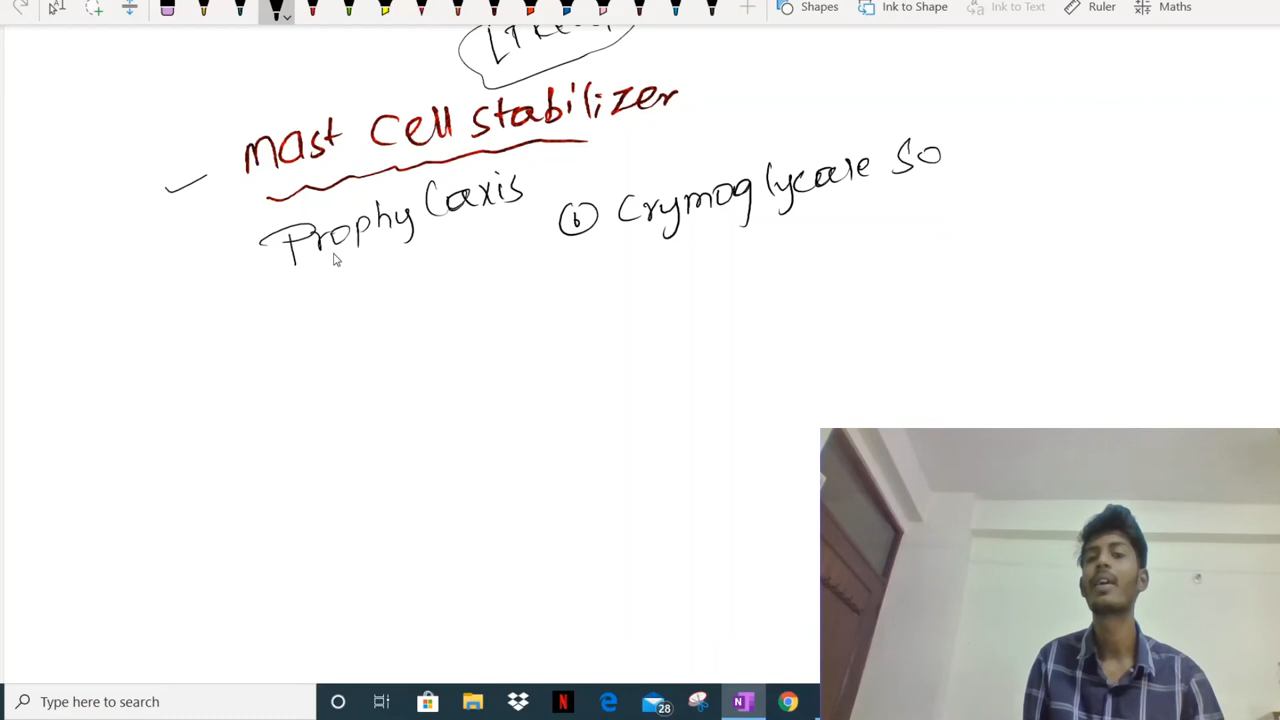 Shapes
Ink to Shape
Ink to Text
Ruler
Maths
Mast Cell stabilizer
Prophylaxis
① Crymoglycate so
Type here to search
28